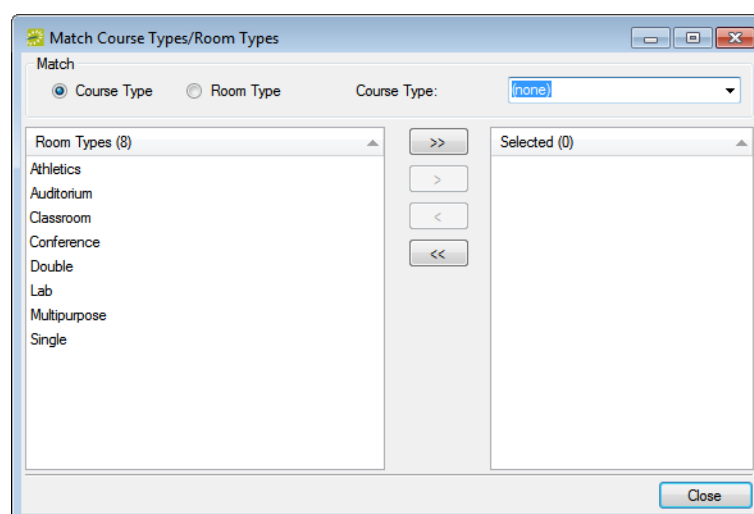 Match Course Types/Room Types
Match
Course Type Room Type Course Type: (none)
Room Types (8) >> Selected (0)
Athletics
>
Auditorium
Classroom <
Conference
<<
Double
Lab
Multipurpose
Single
Close